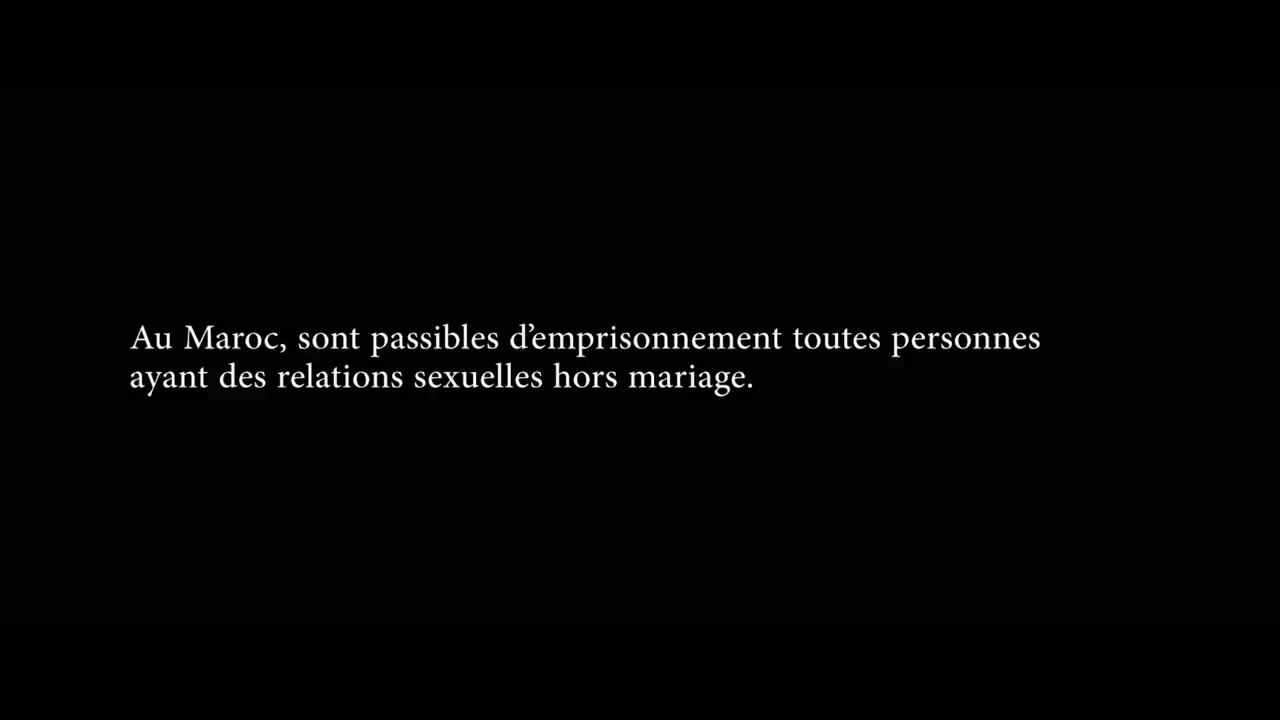 Au Maroc, sont passibles d’emprisonnement toutes personnes
ayant des relations sexuelles hors mariage.